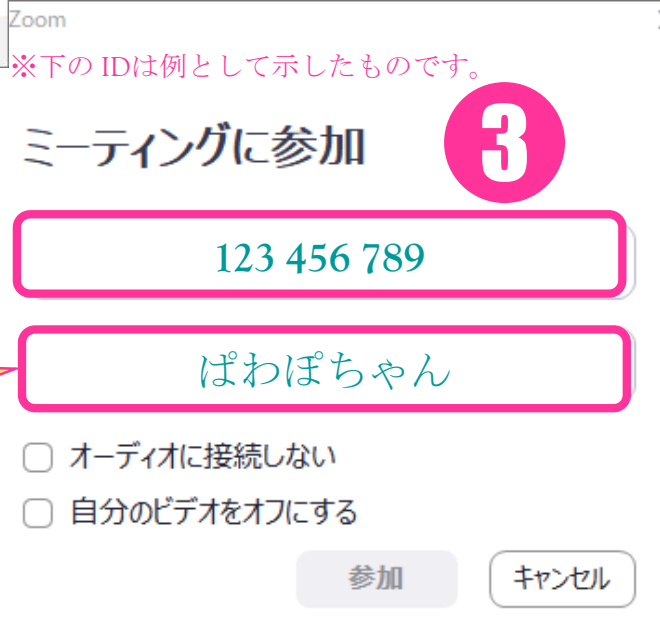 Zoom
※下の IDは例として示したものです。
ミーティングに参加
3
123 456 789
ぱわぽちゃん
オーディオに接続しない
自分のビデオをオフにする
参加 キャンセル